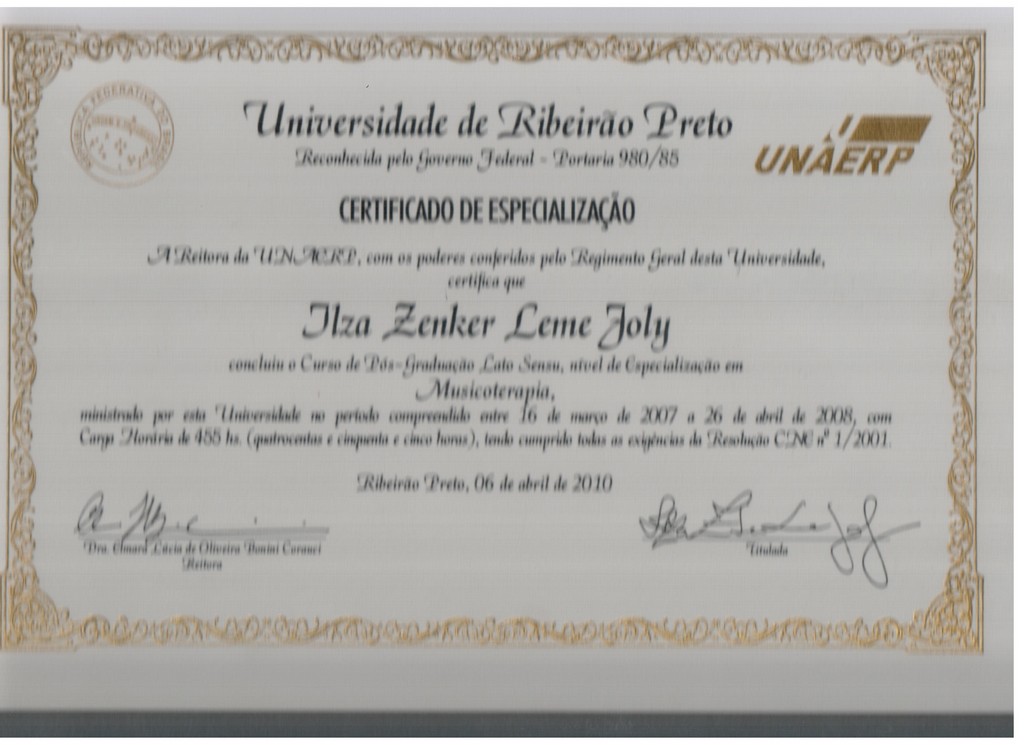 REPÚBLICA FEDERATIVA DO BRASIL
Universidade de Ribeirão Preto
Reconhecida pelo Governo Federal - Portaria 980/85
UNAERP
CERTIFICADO DE ESPECIALIZAÇÃO
A Reitora da UNAERP, com os poderes conferidos pelo Regimento Geral desta Universidade,
certifica que
Ilza Zenker Leme Joly
concluiu o Curso de Pós-Graduação Lato Sensu, nível de Especialização em
Musicoterapia,
ministrado por esta Universidade no período compreendido entre 16 de março de 2007 a 26 de abril de 2008, com
Carga Horária de 455 hs. (quatrocentas e cinquenta e cinco horas), tendo cumprido todas as exigências da Resolução CNE nº 1/2001.
Ribeirão Preto, 06 de abril de 2010
Dra. Elmara Lúcia de Oliveira Bonini Corauci
Reitora
Titulada